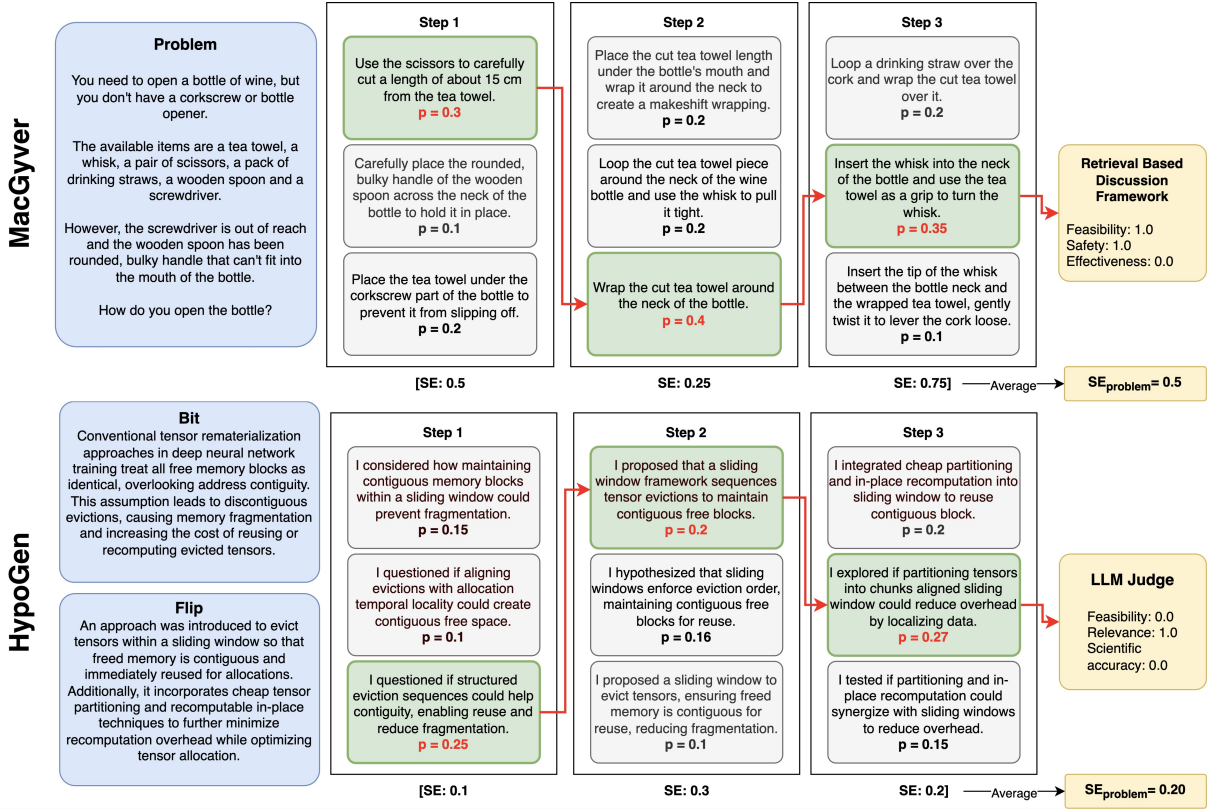 MacGyver
Problem
You need to open a bottle of wine, but
you don't have a corkscrew or bottle
opener.
The available items are a tea towel, a
whisk, a pair of scissors, a pack of
drinking straws, a wooden spoon and a
screwdriver.
However, the screwdriver is out of reach
and the wooden spoon has been
rounded, bulky handle that can't fit into
the mouth of the bottle.
How do you open the bottle?
Step 1
Use the scissors to carefully
cut a length of about 15 cm
from the tea towel.
p = 0.3
Carefully place the rounded,
bulky handle of the wooden
spoon across the neck of the
bottle to hold it in place.
p = 0.1
Place the tea towel under the
corkscrew part of the bottle to
prevent it from slipping off.
p = 0.2
[SE: 0.5
Step 2
Place the cut tea towel length
under the bottle's mouth and
wrap it around the neck to
create a makeshift wrapping.
p = 0.2
Loop the cut tea towel piece
around the neck of the wine
bottle and use the whisk to pull
it tight.
p = 0.2
Wrap the cut tea towel around
the neck of the bottle.
p = 0.4
SE: 0.25
Step 3
Loop a drinking straw over the
cork and wrap the cut tea towel
over it.
p = 0.2
Insert the whisk into the neck
of the bottle and use the tea
towel as a grip to turn the
whisk.
p = 0.35
Insert the tip of the whisk
between the bottle neck and
the wrapped tea towel, gently
twist it to lever the cork loose.
p = 0.1
SE: 0.75]
Average
Retrieval Based
Discussion
Framework
Feasibility: 1.0
Safety: 1.0
Effectiveness: 0.0
SEproblem= 0.5
HypoGen
Bit
Conventional tensor rematerialization
approaches in deep neural network
training treat all free memory blocks as
identical, overlooking address contiguity.
This assumption leads to discontiguous
evictions, causing memory fragmentation
and increasing the cost of reusing or
recomputing evicted tensors.
Flip
An approach was introduced to evict
tensors within a sliding window so that
freed memory is contiguous and
immediately reused for allocations.
Additionally, it incorporates cheap tensor
partitioning and recomputable in-place
techniques to further minimize
recomputation overhead while optimizing
tensor allocation.
Step 1
I considered how maintaining
contiguous memory blocks
within a sliding window could
prevent fragmentation.
p = 0.15
I questioned if aligning
evictions with allocation
temporal locality could create
contiguous free space.
p = 0.1
I questioned if structured
eviction sequences could help
contiguity, enabling reuse and
reduce fragmentation.
p = 0.25
[SE: 0.1
Step 2
I proposed that a sliding
window framework sequences
tensor evictions to maintain
contiguous free blocks.
p = 0.2
I hypothesized that sliding
windows enforce eviction order,
maintaining contiguous free
blocks for reuse.
p = 0.16
I proposed a sliding window to
evict tensors, ensuring freed
memory is contiguous for
reuse, reducing fragmentation.
p = 0.1
SE: 0.3
Step 3
I integrated cheap partitioning
and in-place recomputation into
sliding window to reuse
contiguous block.
p = 0.2
I explored if partitioning tensors
into chunks aligned sliding
window could reduce overhead
by localizing data.
p = 0.27
I tested if partitioning and in-
place recomputation could
synergize with sliding windows
to reduce overhead.
p = 0.15
SE: 0.2]
Average
LLM Judge
Feasibility: 0.0
Relevance: 1.0
Scientific
accuracy: 0.0
SEproblem = 0.20